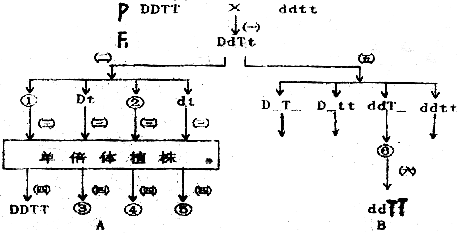 P DDTT × ddtt
(一)
F₁ DdTt
(二) (五)
① Dt ② dt D_T_ D_tt ddT_ ddtt
(三) (三) (三) (三)
单倍体植株
⑥
(四) (四) (四) (四) (六)
DDTT ③ ④ ⑤ ddTT
A B